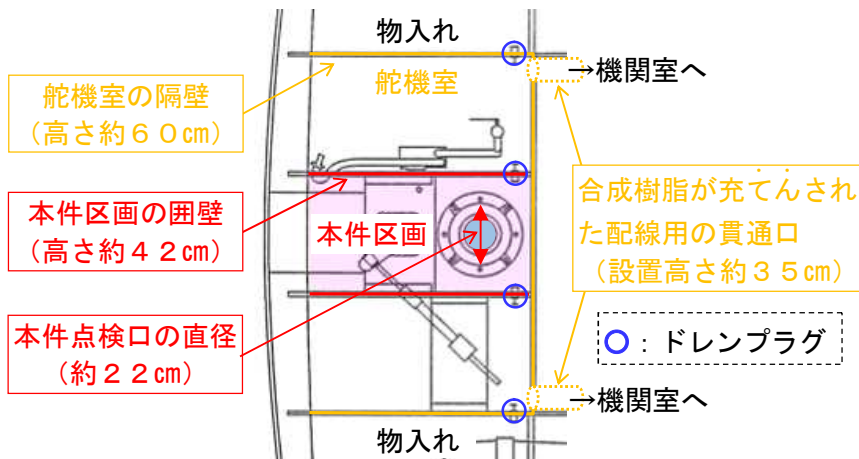 物入れ
→機関室へ
舵機室
舵機室の隔壁
（高さ約６０㎝）
本件区画の囲壁
（高さ約４２㎝）
本件区画
合成樹脂が充てんされ
た配線用の貫通口
（設置高さ約３５㎝）
本件点検口の直径
（約２２㎝）
○：ドレンプラグ
→機関室へ
物入れ